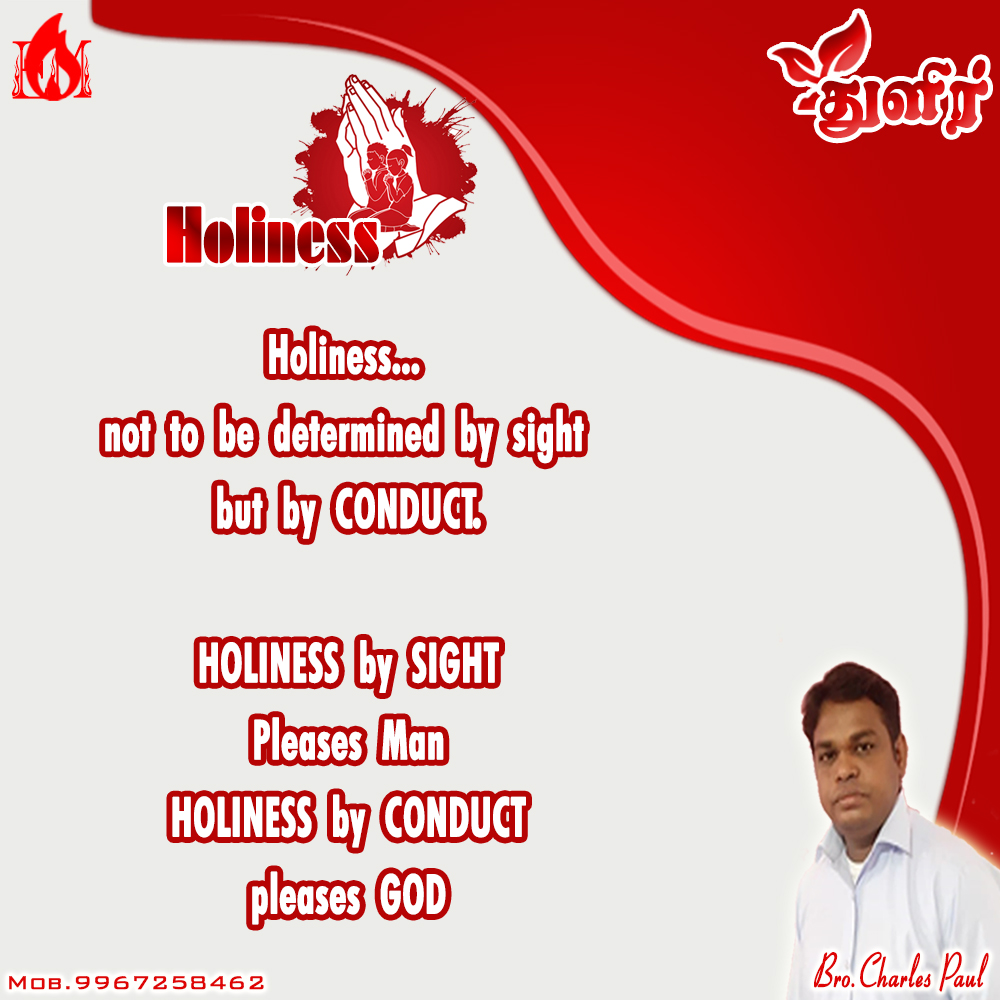 துளிர்
Holiness
Holiness...
not to be determined by sight
but by CONDUCT.
HOLINESS by SIGHT
Pleases Man
HOLINESS by CONDUCT
pleases GOD
Mob.9967258462
Bro.Charles Paul